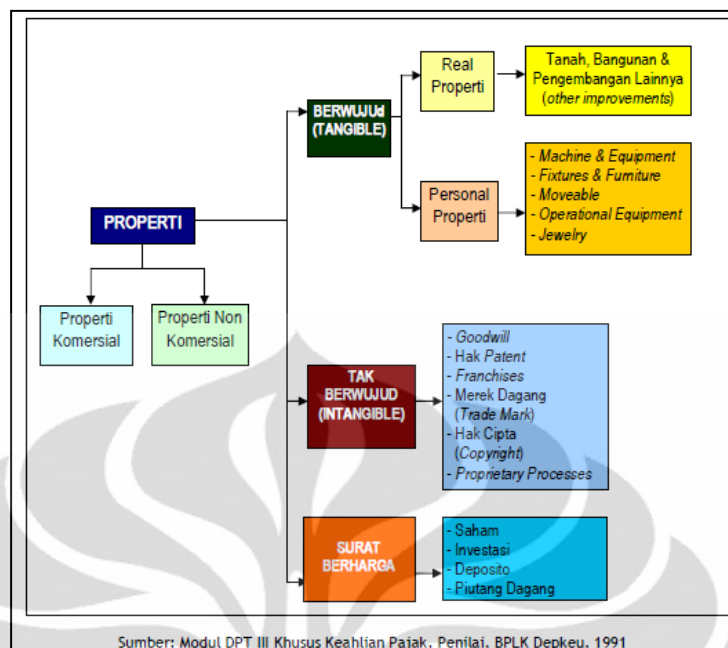 Real
Properti
Tanah, Bangunan &
Pengembangan Lainnya
(other improvements)
BERWUJUd
(TANGIBLE)
Personal
Properti
- Machine & Equipment
- Fixtures & Furniture
- Moveable
- Operational Equipment
- Jewelry
PROPERTI
Properti
Komersial
Properti Non
Komersial
TAK
BERWUJUD
(INTANGIBLE)
- Goodwill
- Hak Patent
- Franchises
- Merek Dagang
(Trade Mark)
- Hak Cipta
(Copyright)
- Proprietary Processes
SURAT
BERHARGA
- Saham
- Investasi
- Deposito
- Piutang Dagang
Sumber: Modul DPT III Khusus Keahlian Pajak, Penilai, BPLK Depkeu, 1991